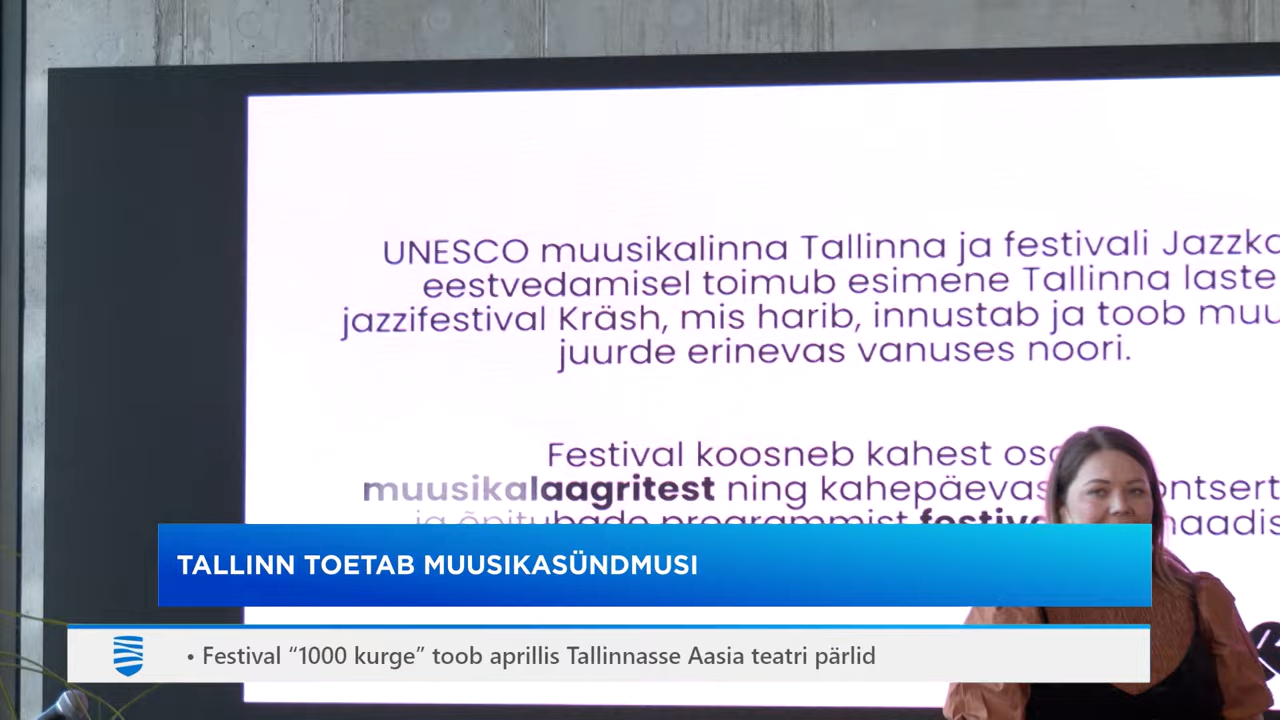 UNESCO muusikalinna Tallinna ja festivali
eestvedamisel toimub esimene Tallinna laste
jazzifestival Kräsh, mis harib, innustab ja toob
juurde erinevas vanuses noori.
Festival koosneb kahest
muusikalaagritest ning
TALLINN TOETAB MUUSIKASÜNDMUSI
• Festival “1000 kurge” toob aprillis Tallinnasse Aasia teatri pärlid